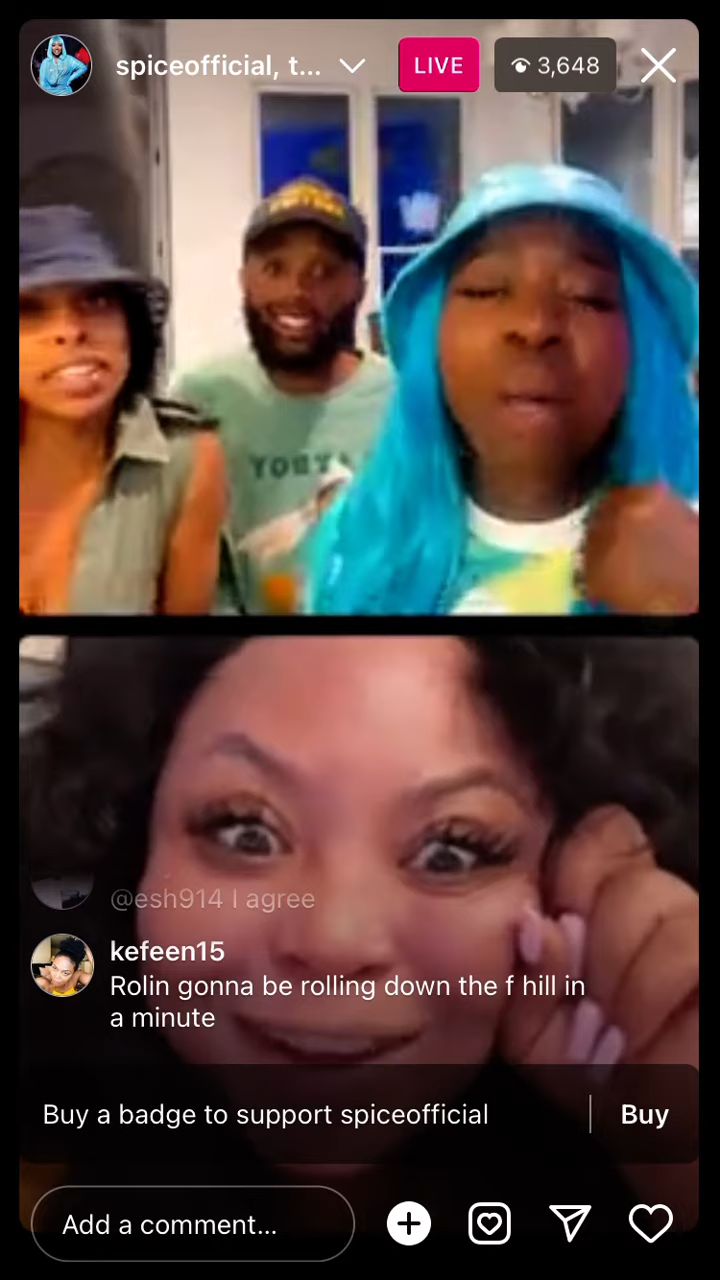 spiceofficial, t...
LIVE
3,648
@esh914 I agree
kefeen15
Rolin gonna be rolling down the f hill in
a minute
Buy a badge to support spiceofficial
Buy
Add a comment...